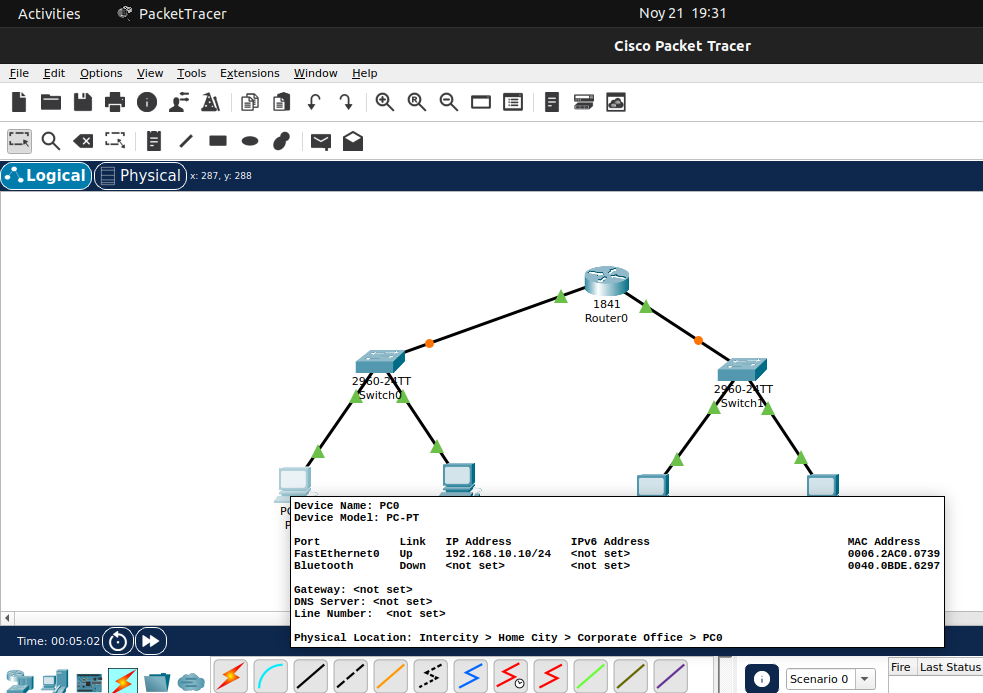 Activities PacketTracer Noy 21 19:31
Cisco Packet Tracer
File Edit Options View Tools Extensions Window Help
Logical Physical x: 287, y: 288
1841
Router0
2960-24TT
Switch0
2960-24TT
Switch1
PC
P
Device Name: PC0
Device Model: PC-PT
Port Link IP Address IPv6 Address MAC Address
FastEthernet0 Up 192.168.10.10/24 <not set> 0006.2AC0.0739
Bluetooth Down <not set> <not set> 0040.0BDE.6297
Gateway: <not set>
DNS Server: <not set>
Line Number: <not set>
Physical Location: Intercity > Home City > Corporate Office > PC0
Time: 00:05:02
Scenario 0
Fire Last Status